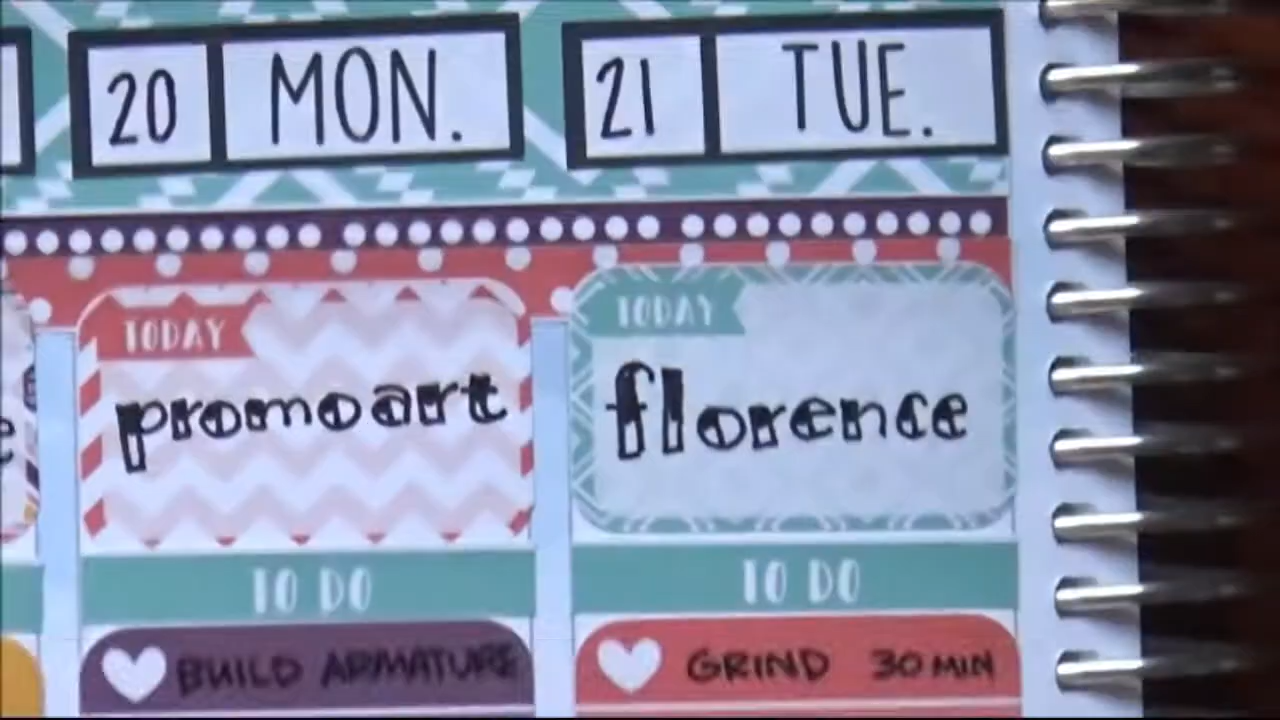 20 MON.
21 TUE.
TODAY
promoart
TODAY
florence
TO DO
TO DO
BUILD ARMATURE
GRIND 30 MIN